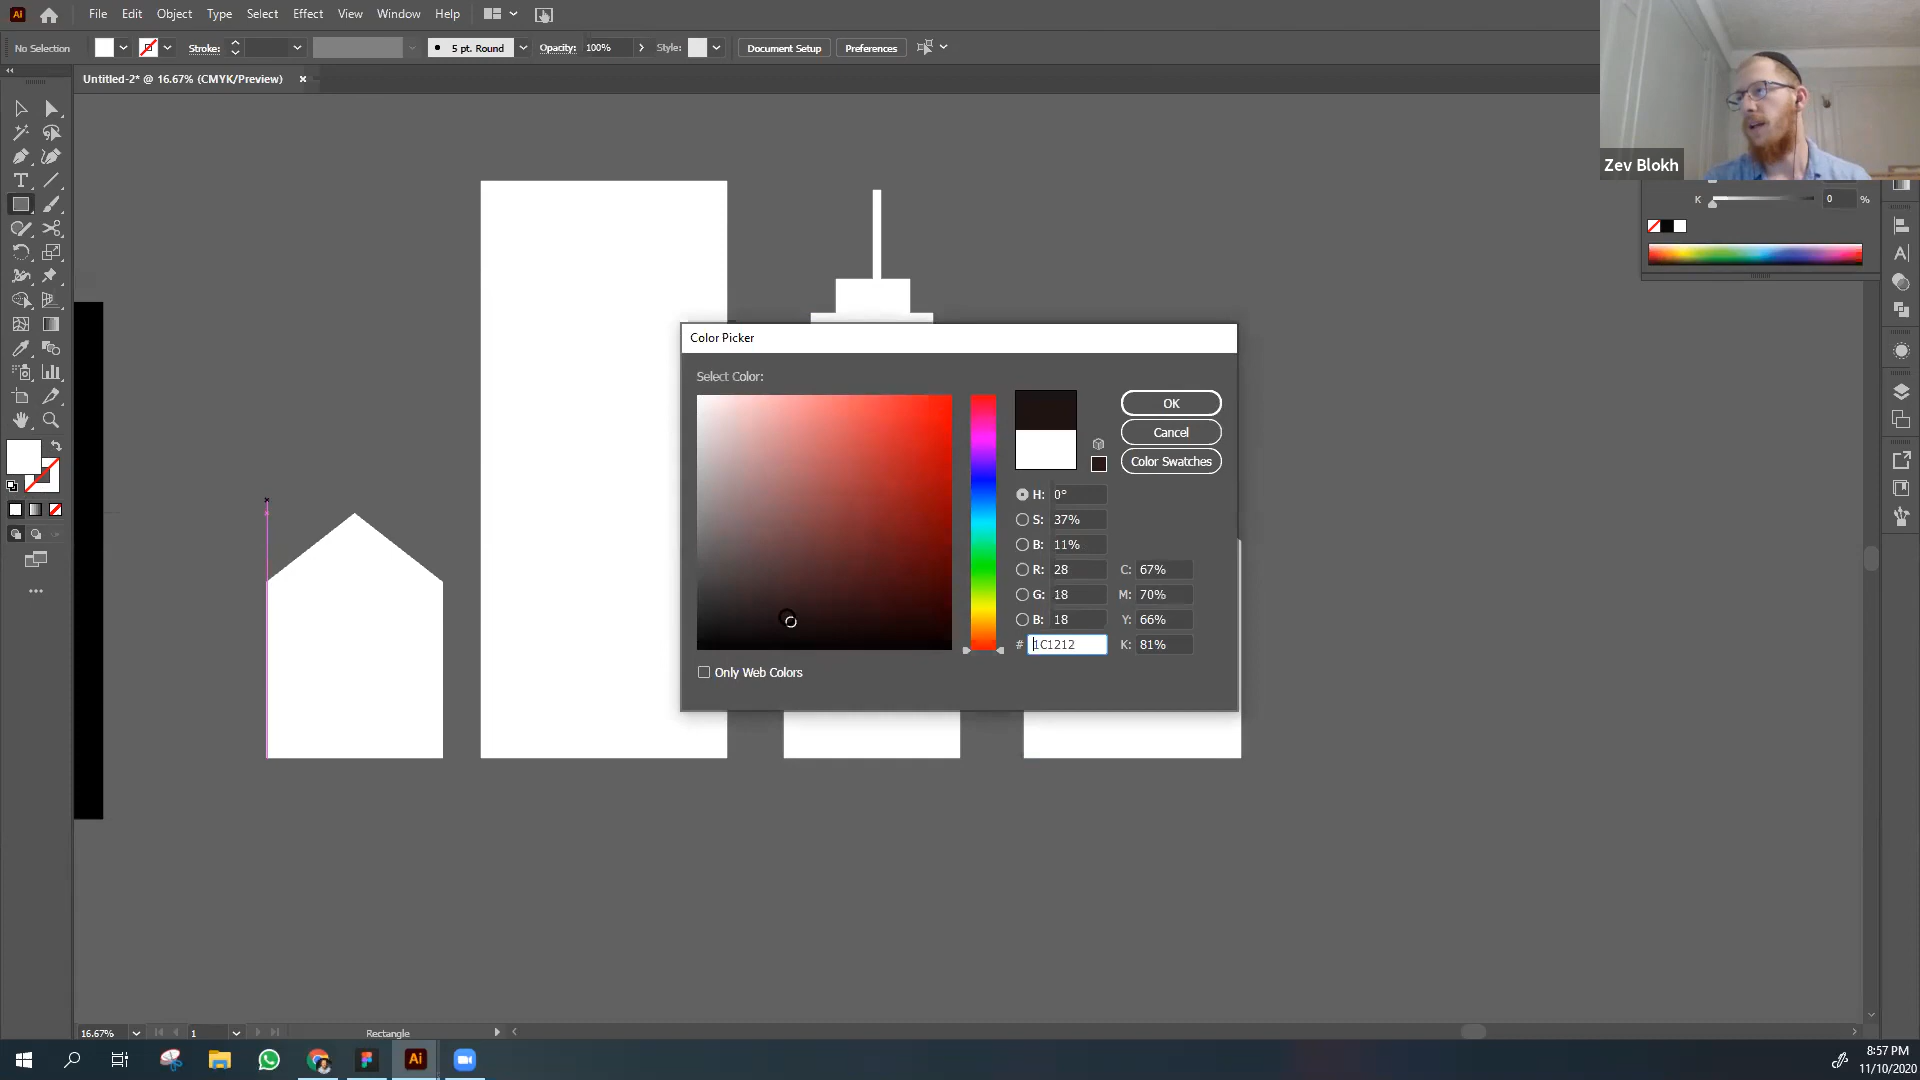 Ai File Edit Object Type Select Effect View Window Help
No Selection Stroke: 5 pt. Round Opacity: 100% Style: Document Setup Preferences
Untitled-2* @ 16.67% (CMYK/Preview) ×
Zev Blokh
K 0 %
Color Picker
Select Color:
OK
Cancel
Color Swatches
H: 0°
S: 37%
B: 11%
R: 28 C: 67%
G: 18 M: 70%
B: 18 Y: 66%
# 1C1212 K: 81%
Only Web Colors
16.67% 1 Rectangle
Ai
8:57 PM
11/10/2020